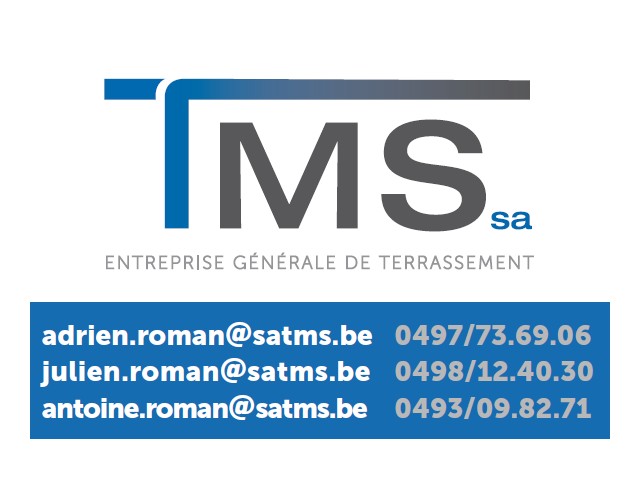 TMS sa
ENTREPRISE GÉNÉRALE DE TERRASSEMENT
adrien.roman@satms.be 0497/73.69.06
julien.roman@satms.be 0498/12.40.30
antoine.roman@satms.be 0493/09.82.71